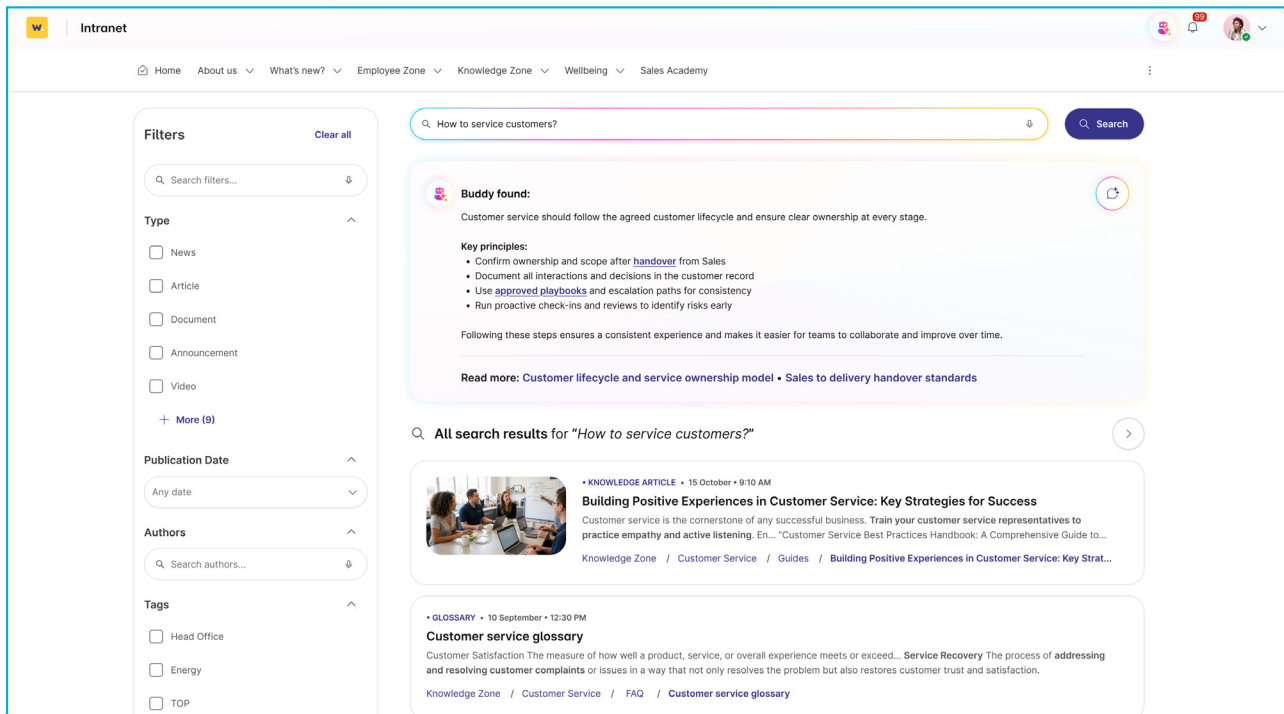 w.
Intranet
99
Home
About us
What's new?
Employee Zone
Knowledge Zone
Wellbeing
Sales Academy
Filters
Clear all
Search filters...
Type
News
Article
Document
Announcement
Video
More (9)
Publication Date
Any date
Authors
Search authors...
Tags
Head Office
Energy
TOP
How to service customers?
Search
Buddy found:
Customer service should follow the agreed customer lifecycle and ensure clear ownership at every stage.
Key principles:
• Confirm ownership and scope after handover from Sales
• Document all interactions and decisions in the customer record
• Use approved playbooks and escalation paths for consistency
• Run proactive check-ins and reviews to identify risks early
Following these steps ensures a consistent experience and makes it easier for teams to collaborate and improve over time.
Read more: Customer lifecycle and service ownership model • Sales to delivery handover standards
All search results for "How to service customers?"
• KNOWLEDGE ARTICLE • 15 October • 9:10 AM
Building Positive Experiences in Customer Service: Key Strategies for Success
Customer service is the cornerstone of any successful business. Train your customer service representatives to
practice empathy and active listening. En... "Customer Service Best Practices Handbook: A Comprehensive Guide to...
Knowledge Zone / Customer Service / Guides / Building Positive Experiences in Customer Service: Key Strat...
• GLOSSARY • 10 September • 12:30 PM
Customer service glossary
Customer Satisfaction The measure of how well a product, service, or overall experience meets or exceed... Service Recovery The process of addressing
and resolving customer complaints or issues in a way that not only resolves the problem but also restores customer trust and satisfaction.
Knowledge Zone / Customer Service / FAQ / Customer service glossary